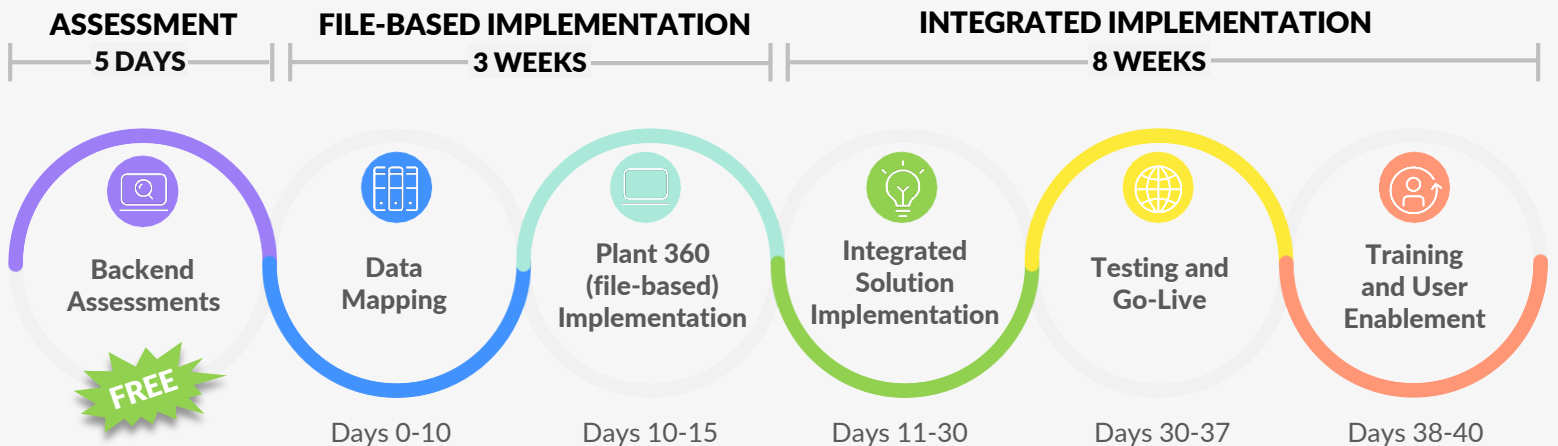 ASSESSMENT
5 DAYS
FILE-BASED IMPLEMENTATION
3 WEEKS
INTEGRATED IMPLEMENTATION
8 WEEKS
Backend
Assessments
FREE
Data
Mapping
Days 0-10
Plant 360
(file-based)
Implementation
Days 10-15
Integrated
Solution
Implementation
Days 11-30
Testing and
Go-Live
Days 30-37
Training
and User
Enablement
Days 38-40